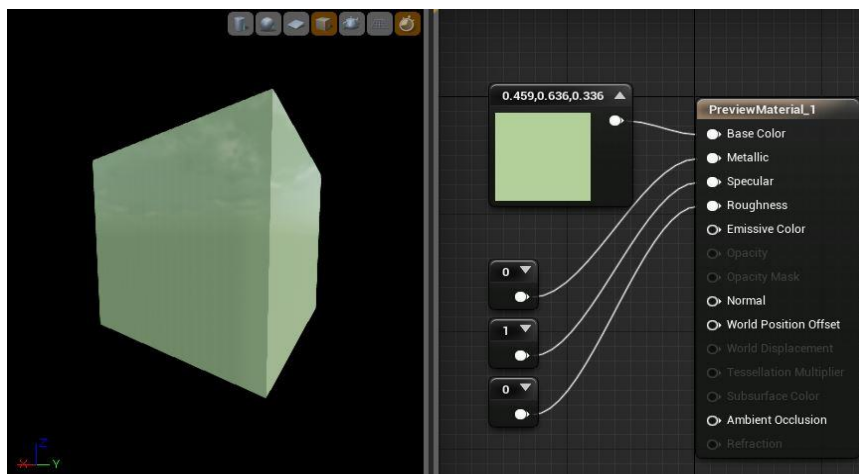 0.459,0.636,0.336
PreviewMaterial_1
Base Color
Metallic
Specular
Roughness
Emissive Color
Opacity
Opacity Mask
Normal
World Position Offset
World Displacement
Tessellation Multiplier
Subsurface Color
Ambient Occlusion
Refraction
0
1
0
Z
X Y